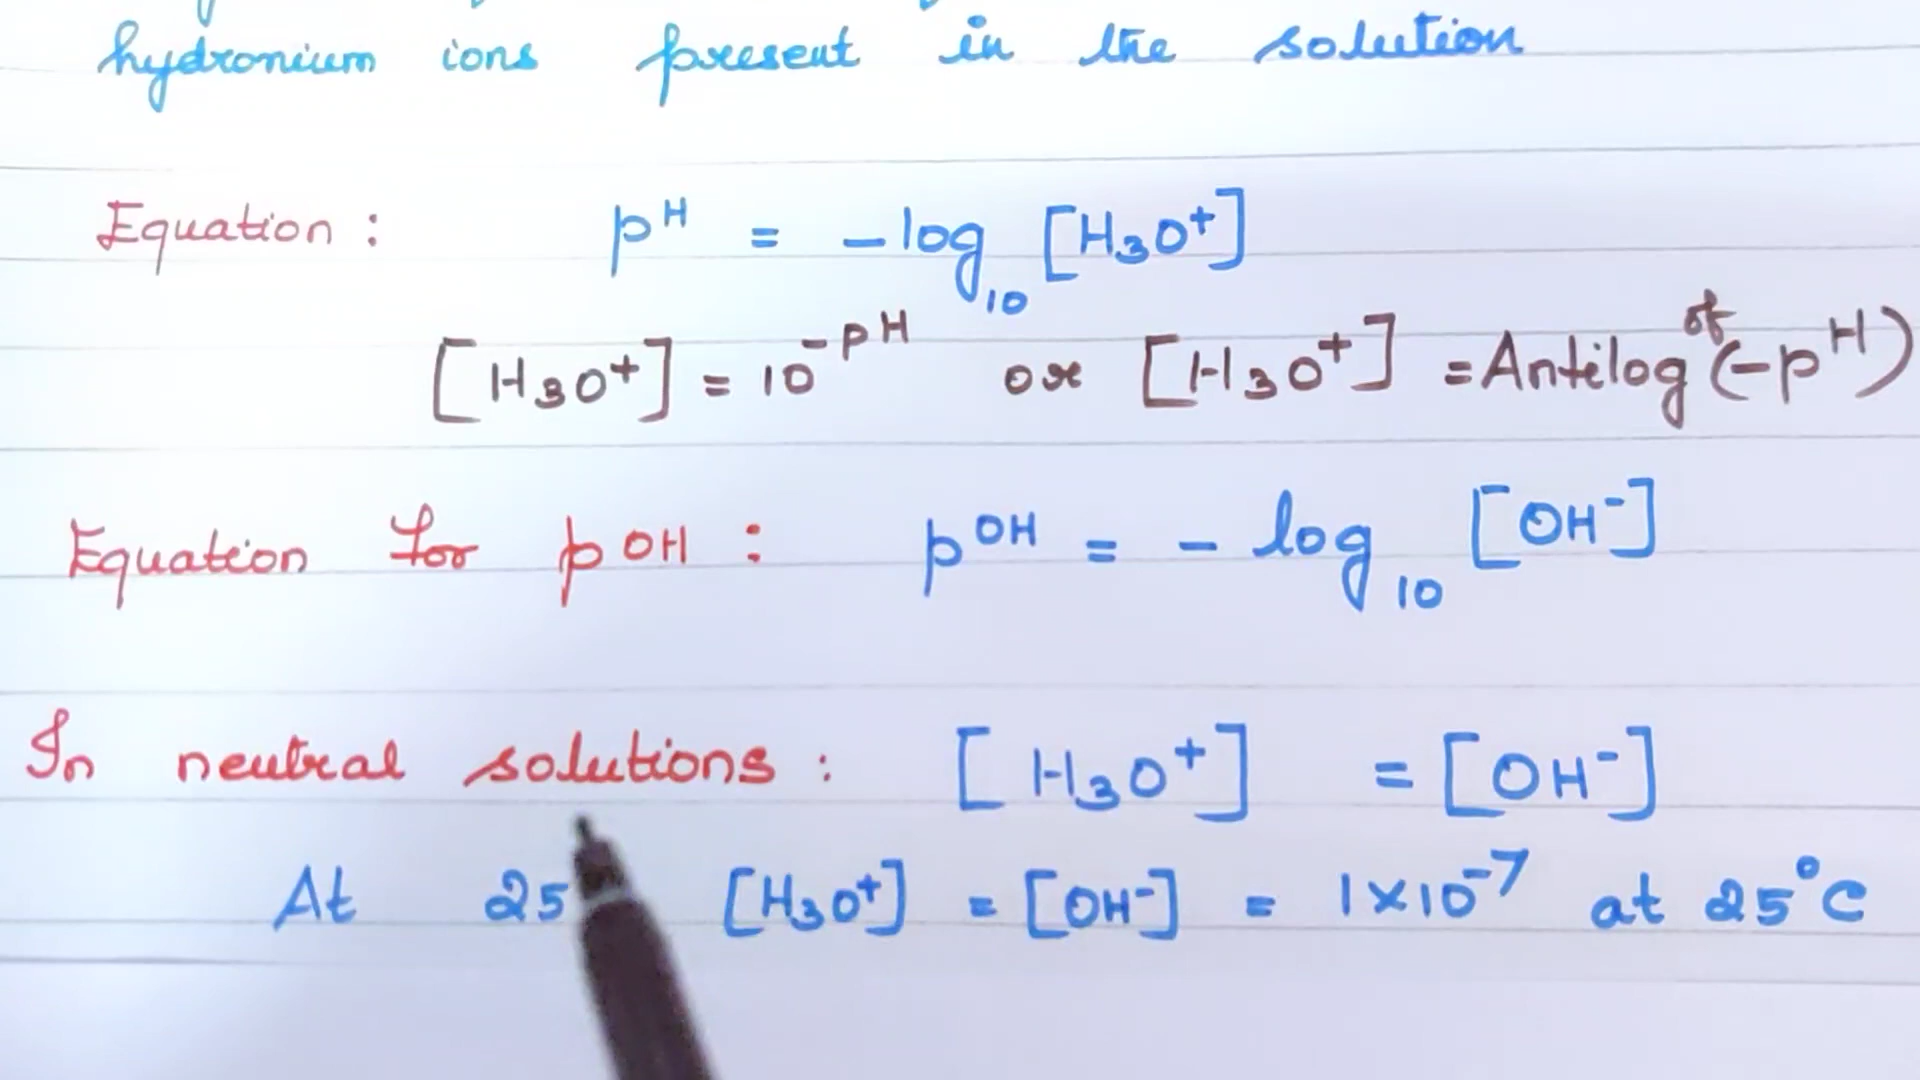 hydronium ions present in the solution
Equation : pᴴ = -log₁₀ [H₃O⁺]
[H₃O⁺] = 10⁻ᵖᴴ or [H₃O⁺] = Antilog of (-pᴴ)
Equation for pᴼᴴ : pᴼᴴ = - log₁₀ [OH⁻]
In neutral solutions : [H₃O⁺] = [OH⁻]
At 25 [H₃O⁺] = [OH⁻] = 1×10⁻⁷ at 25°C